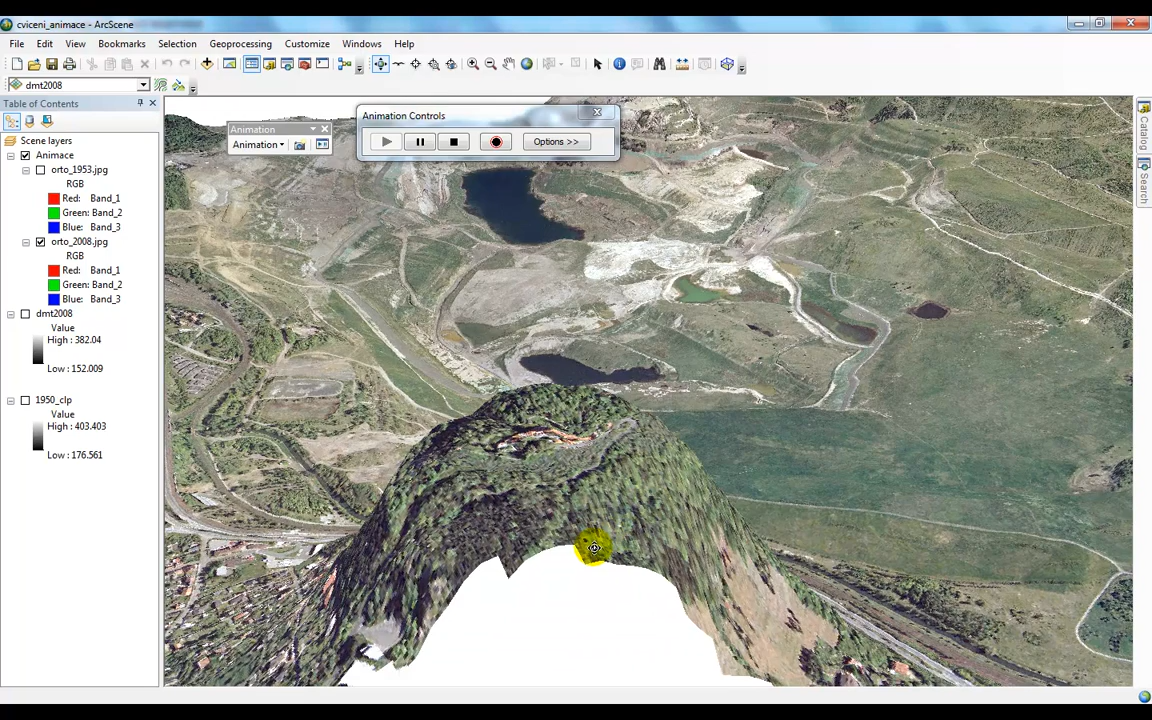 cviceni_animace - ArcScene
File Edit View Bookmarks Selection Geoprocessing Customize Windows Help
dmt2008
Table of Contents
Animation Controls
Options >>
Animation
Animation
Scene layers
Animace
orto_1953.jpg
RGB
Red: Band_1
Green: Band_2
Blue: Band_3
orto_2008.jpg
RGB
Red: Band_1
Green: Band_2
Blue: Band_3
dmt2008
Value
High : 382.04
Low : 152.009
1950_clp
Value
High : 403.403
Low : 176.561
Catalog
Search